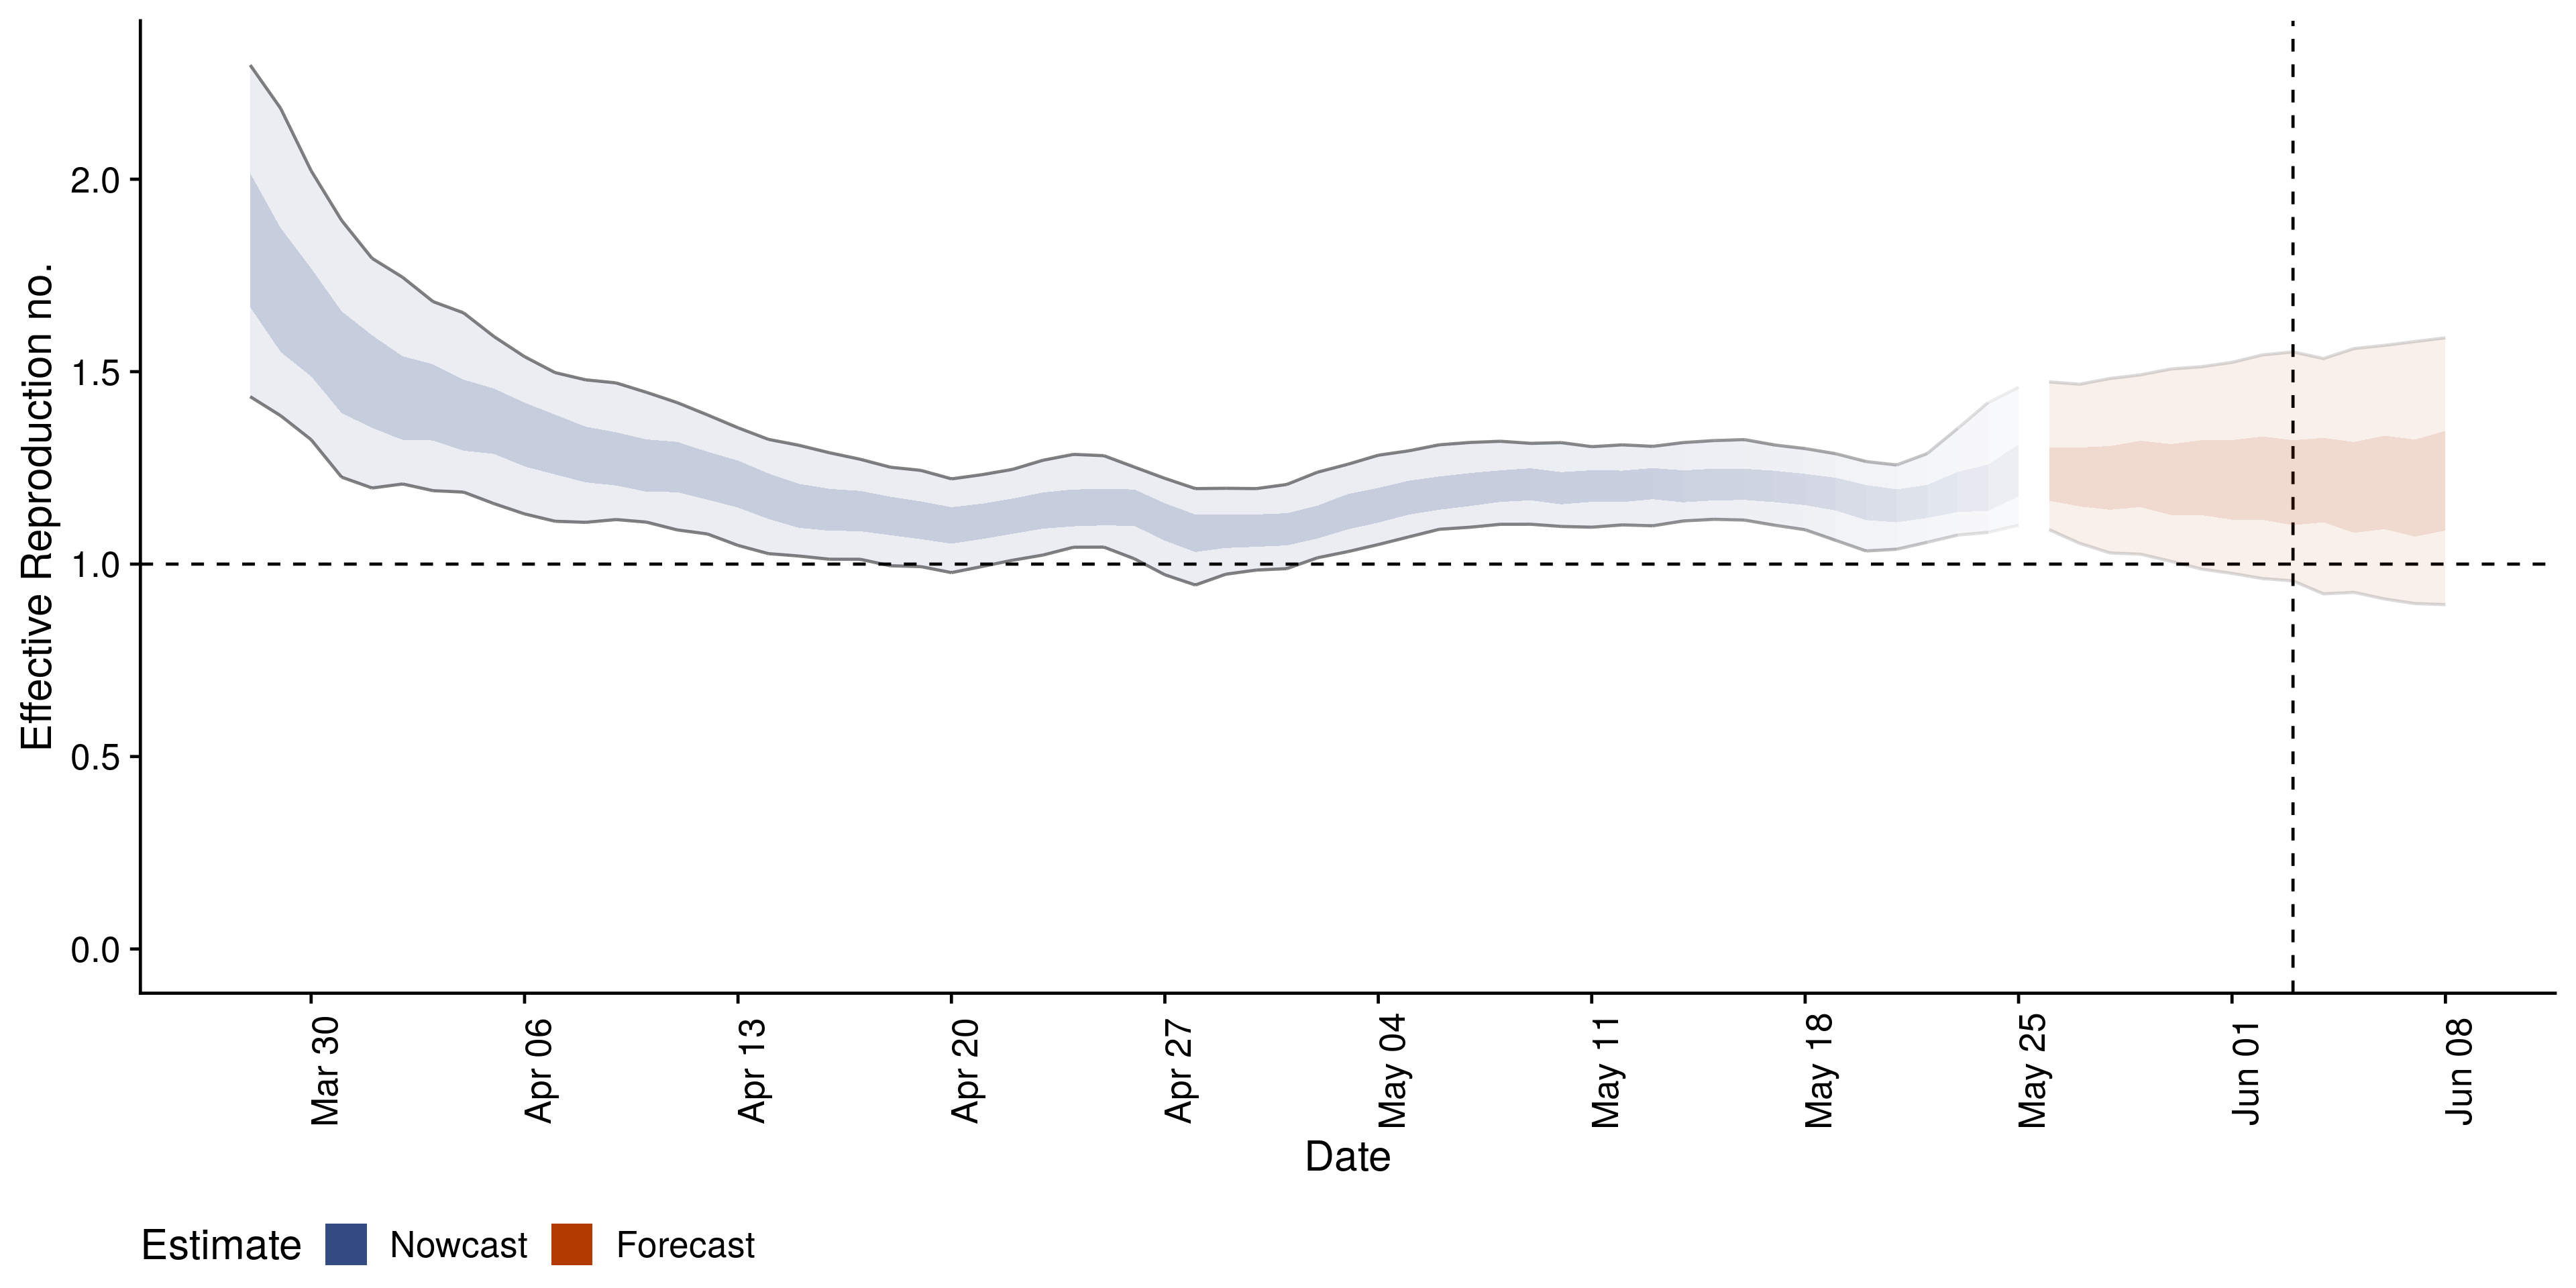 Effective Reproduction no.
2.0
1.5
1.0
0.5
0.0
Mar 30
Apr 06
Apr 13
Apr 20
Apr 27
May 04
May 11
May 18
May 25
Jun 01
Jun 08
Date
Estimate Nowcast Forecast